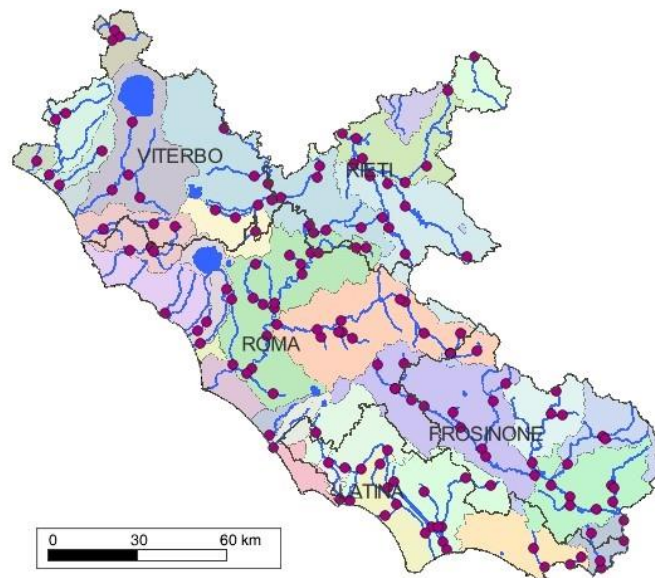 VITERBO
RIETI
ROMA
FROSINONE
LATINA
0 30 60 km